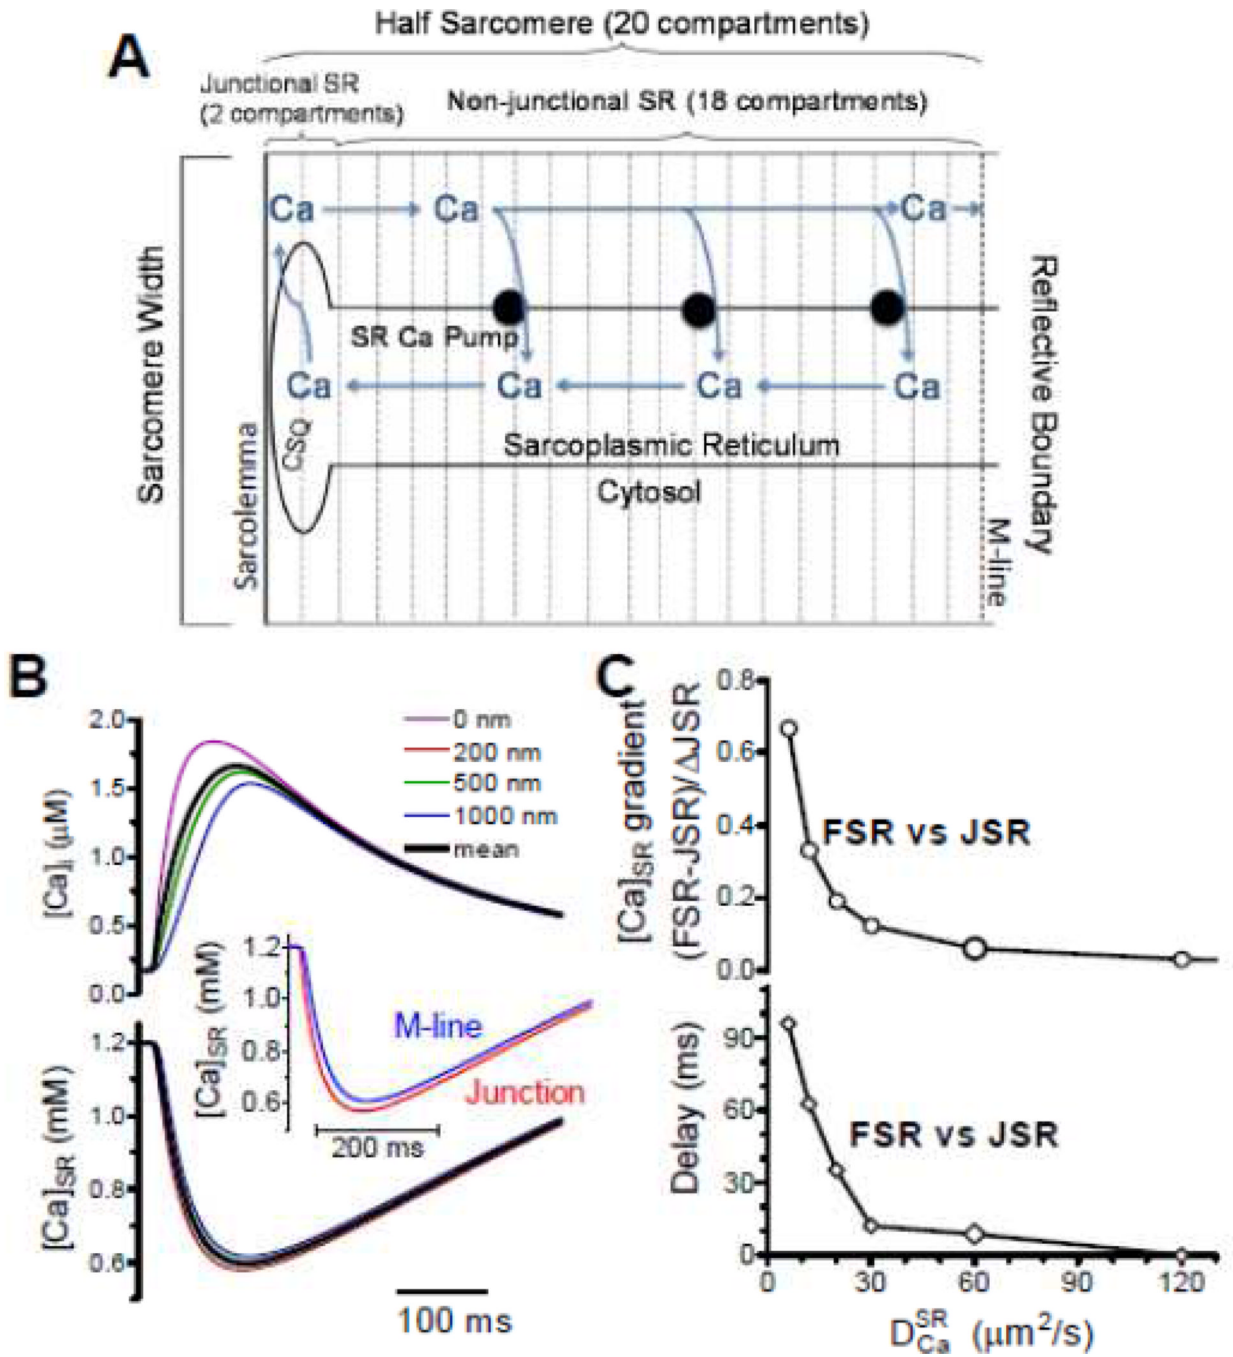 Half Sarcomere (20 compartments)
A
Junctional SR
(2 compartments)
Non-junctional SR (18 compartments)
Ca Ca Ca
Sarcomere Width
Reflective Boundary
SR Ca Pump
Ca Ca Ca Ca
CSQ
Sarcoplasmic Reticulum
Cytosol
Sarcolemma
M-line
B
2.0
1.5
1.0
0.5
0.0
[Ca]i (μM)
0 nm
200 nm
500 nm
1000 nm
mean
1.2
1.0
0.8
0.6
[Ca]SR (mM)
M-line
Junction
200 ms
1.2
1.0
0.8
0.6
[Ca]SR (mM)
100 ms
C
0.8
0.6
0.4
0.2
0.0
[Ca]SR gradient
(FSR-JSR)/ΔJSR
FSR vs JSR
90
60
30
0
Delay (ms)
FSR vs JSR
0 30 60 90 120
DCaSR (μm2/s)